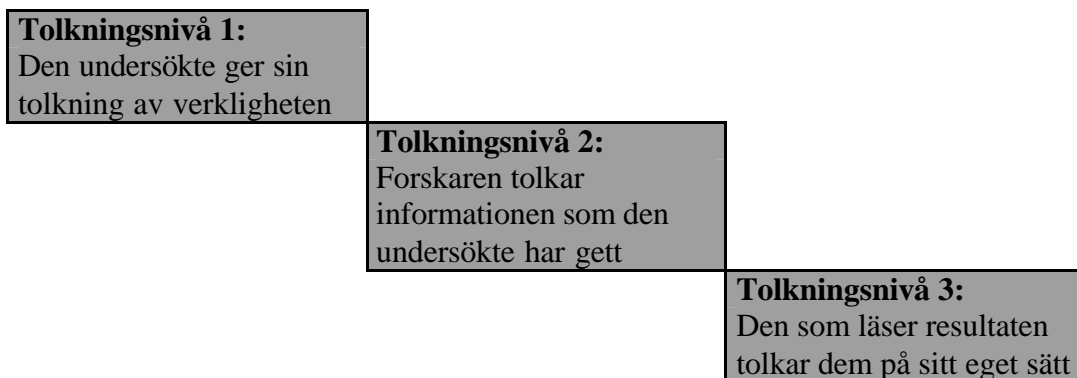 Tolkningsnivå 1:
Den undersökte ger sin
tolkning av verkligheten
Tolkningsnivå 2:
Forskaren tolkar
informationen som den
undersökte har gett
Tolkningsnivå 3:
Den som läser resultaten
tolkar dem på sitt eget sätt